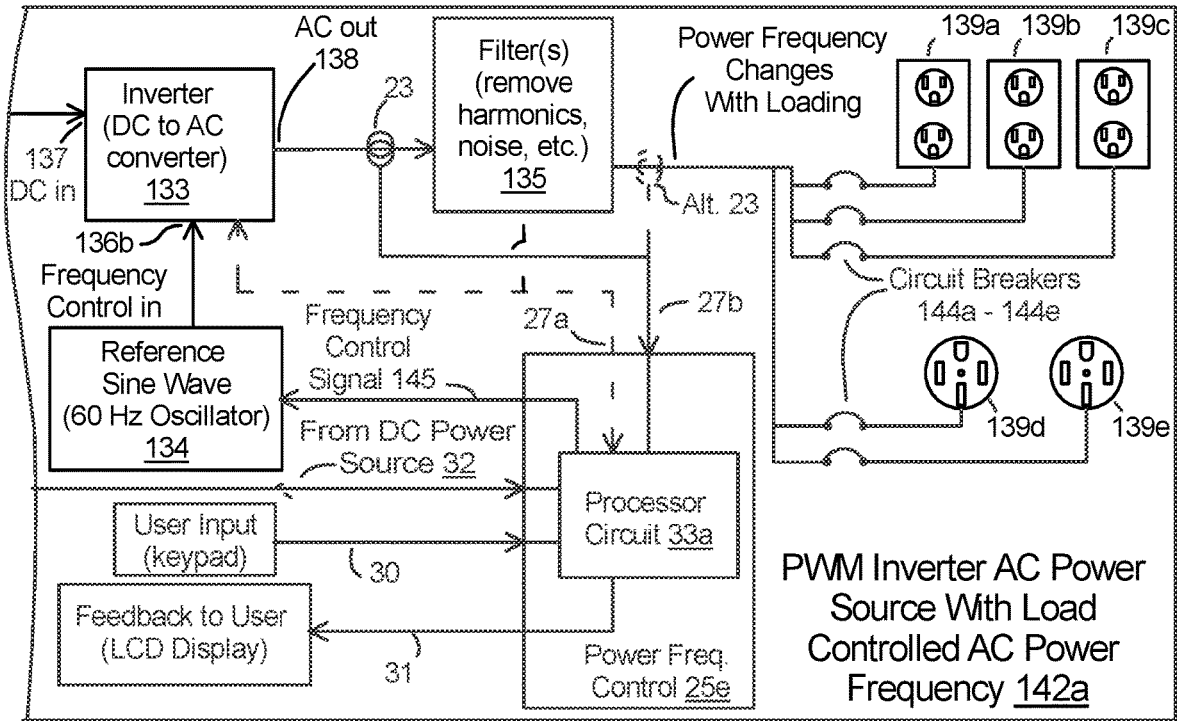 AC out
138
Inverter
(DC to AC
converter)
133
137
DC in
23
Filter(s)
(remove
harmonics,
noise, etc.)
135
Power Frequency
Changes
With Loading
Alt. 23
139a
139b
139c
136b
Frequency
Control in
Reference
Sine Wave
(60 Hz Oscillator)
134
Frequency
Control
Signal 145
27a
27b
Circuit Breakers
144a - 144e
139d
139e
From DC Power
Source 32
User Input
(keypad)
30
Feedback to User
(LCD Display)
31
Processor
Circuit 33a
Power Freq.
Control 25e
PWM Inverter AC Power
Source With Load
Controlled AC Power
Frequency 142a